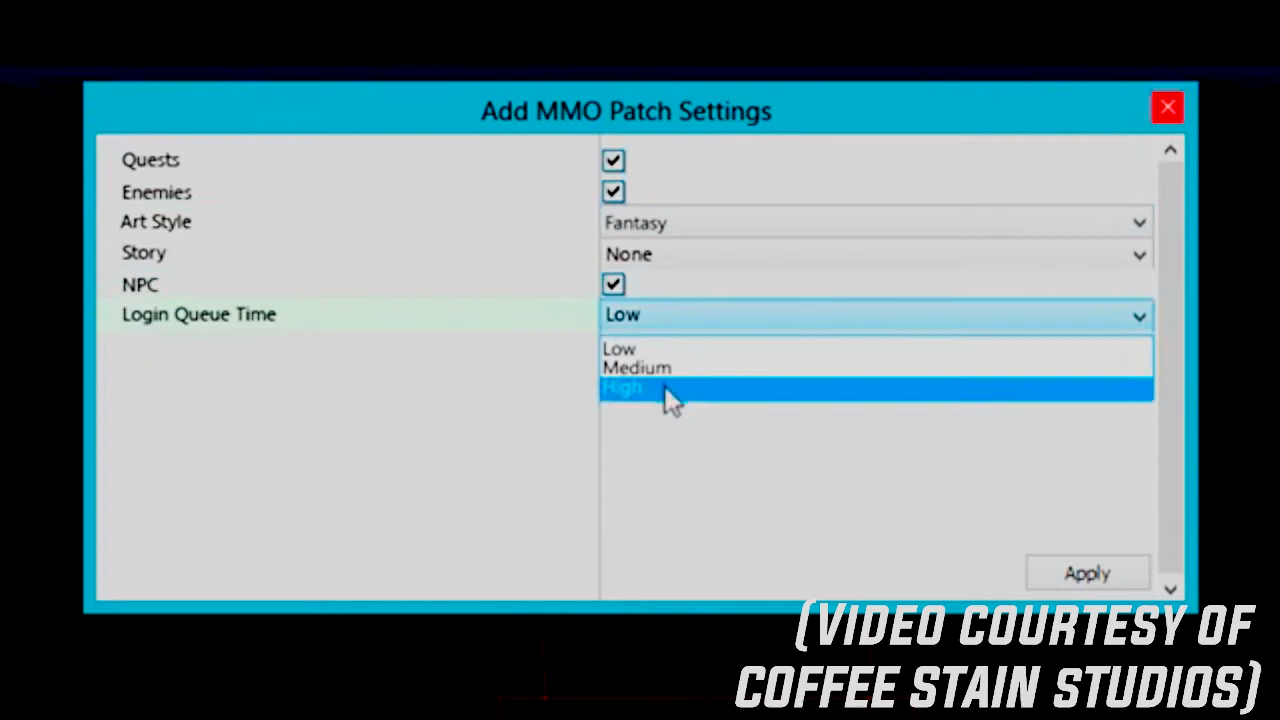 Add MMO Patch Settings
Quests
Enemies
Art Style Fantasy
Story None
NPC
Login Queue Time Low
Low
Medium
High
Apply
(VIDEO COURTESY OF
COFFEE STAIN STUDIOS)